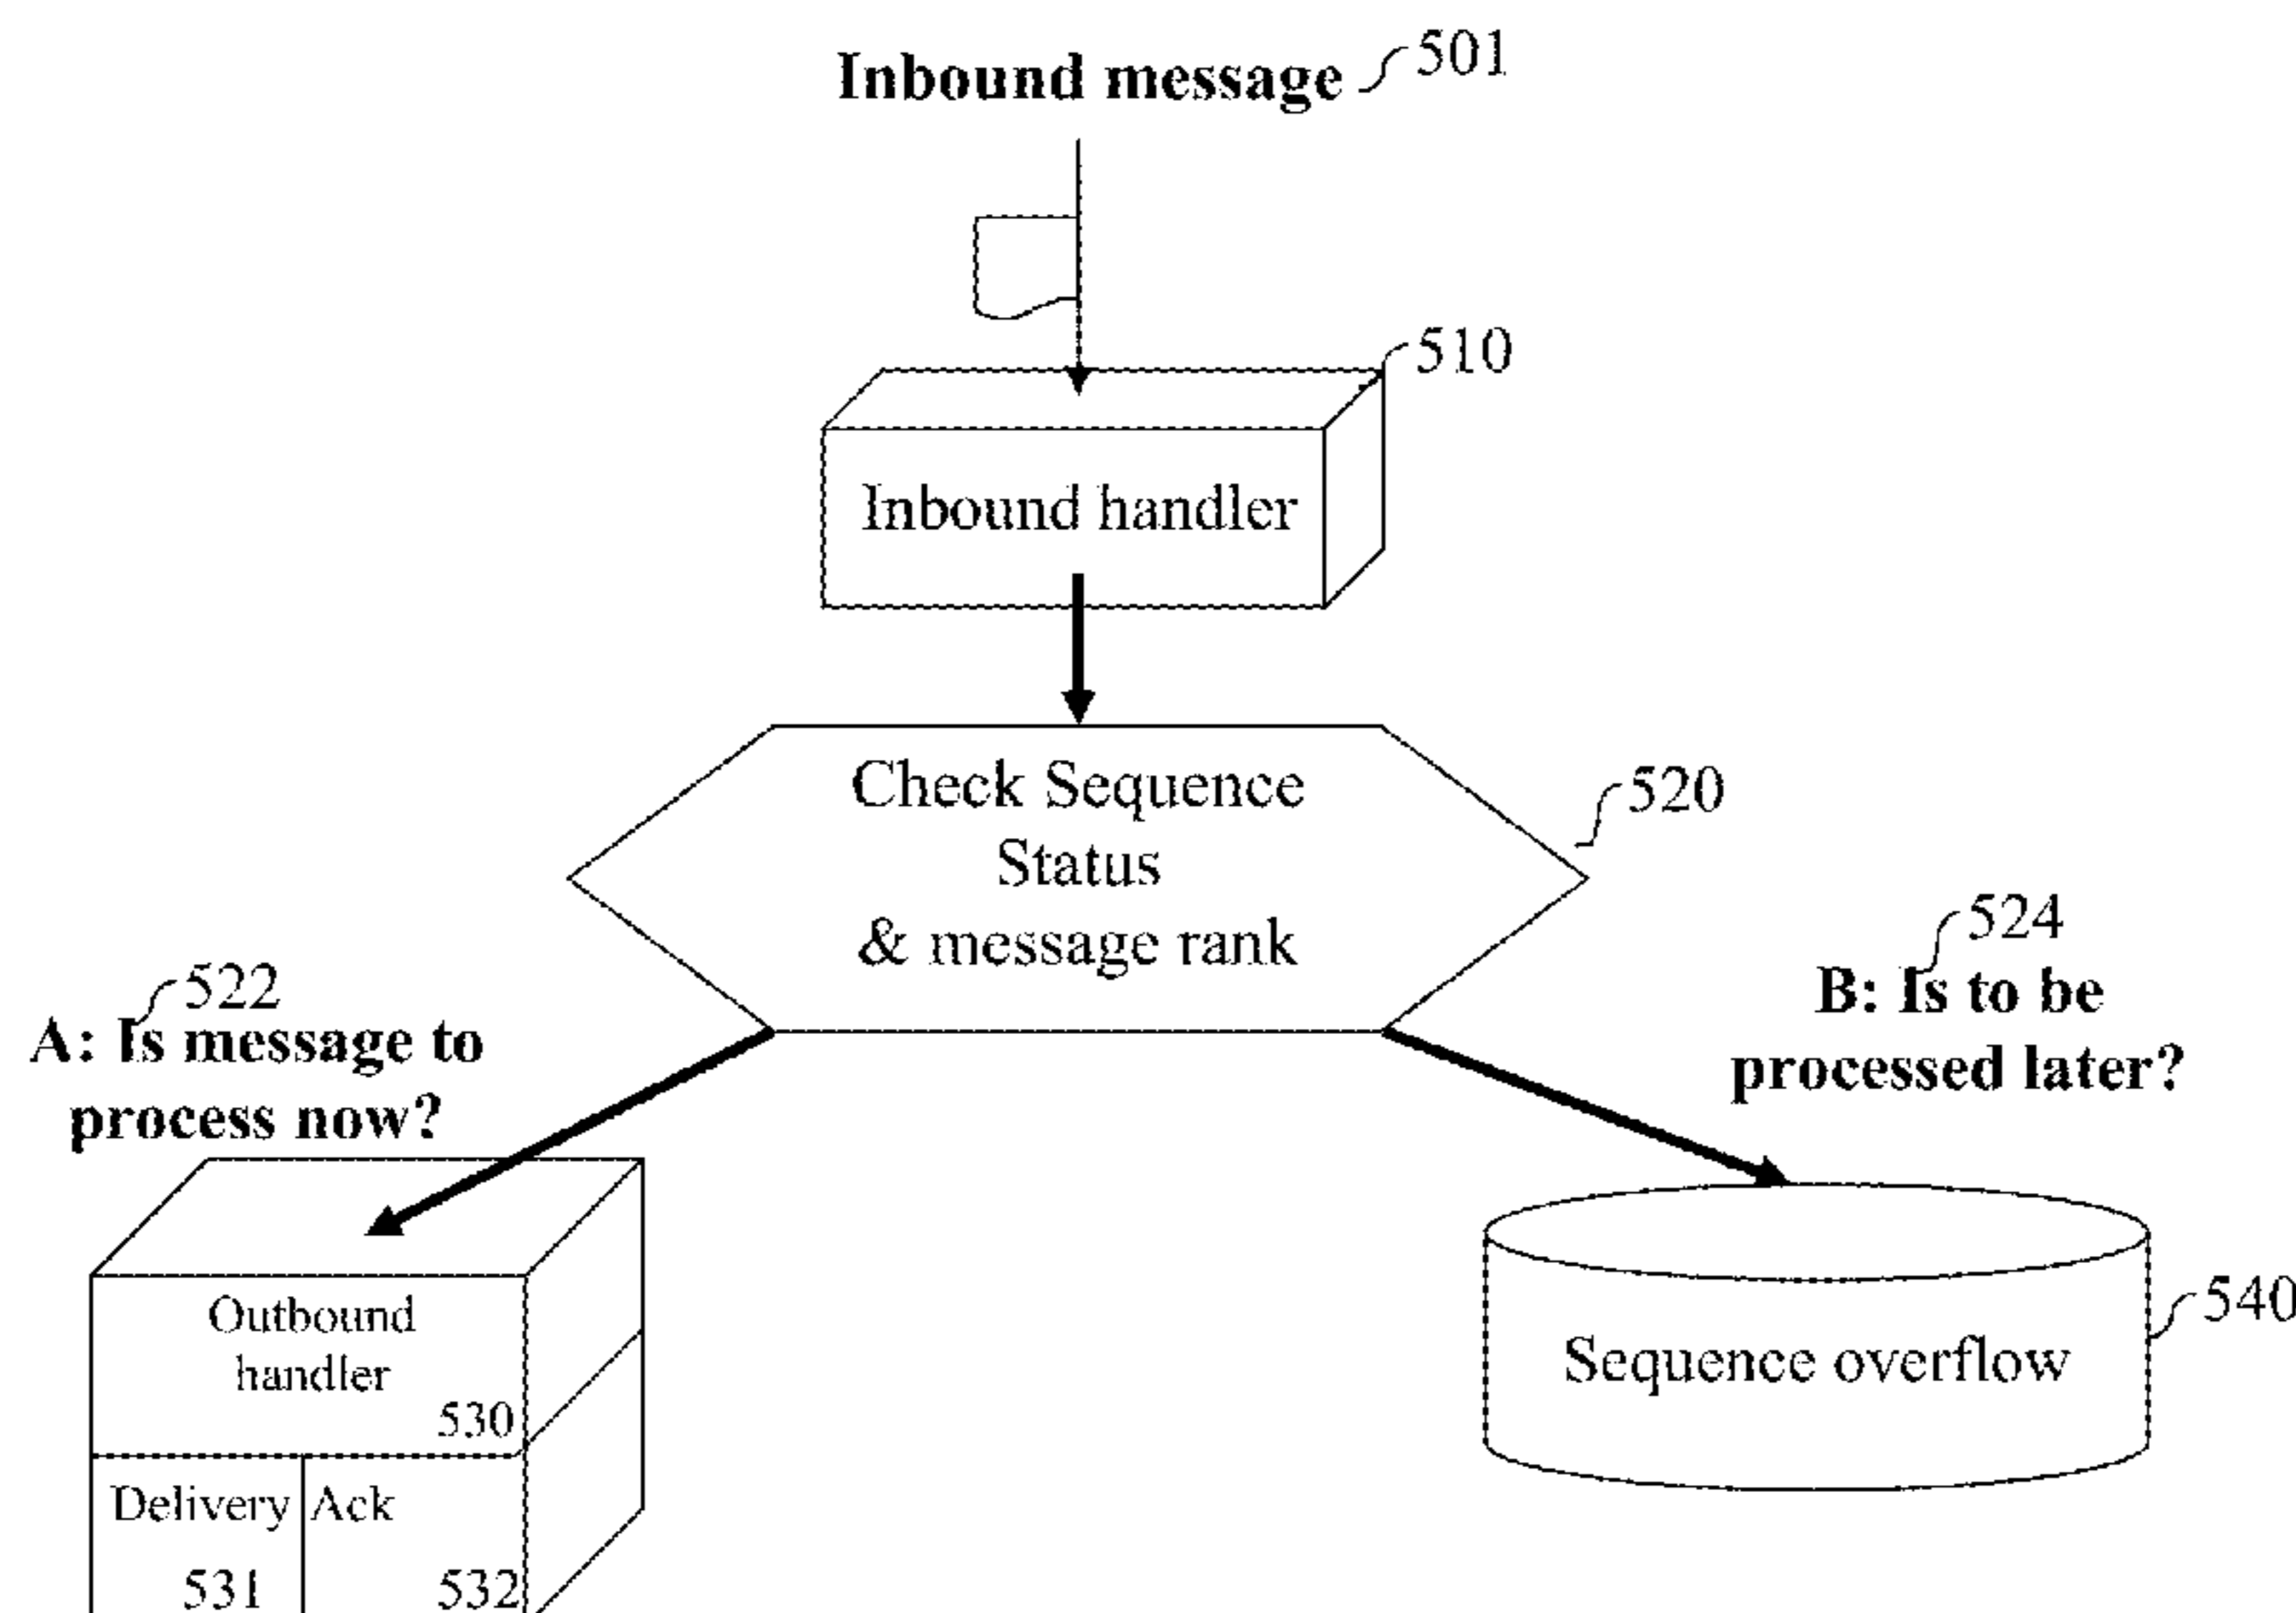 Inbound message 501
510
Inbound handler
Check Sequence
Status
& message rank
520
522
A: Is message to
process now?
524
B: Is to be
processed later?
Outbound
handler
530
Delivery
531
Ack
532
Sequence overflow
540